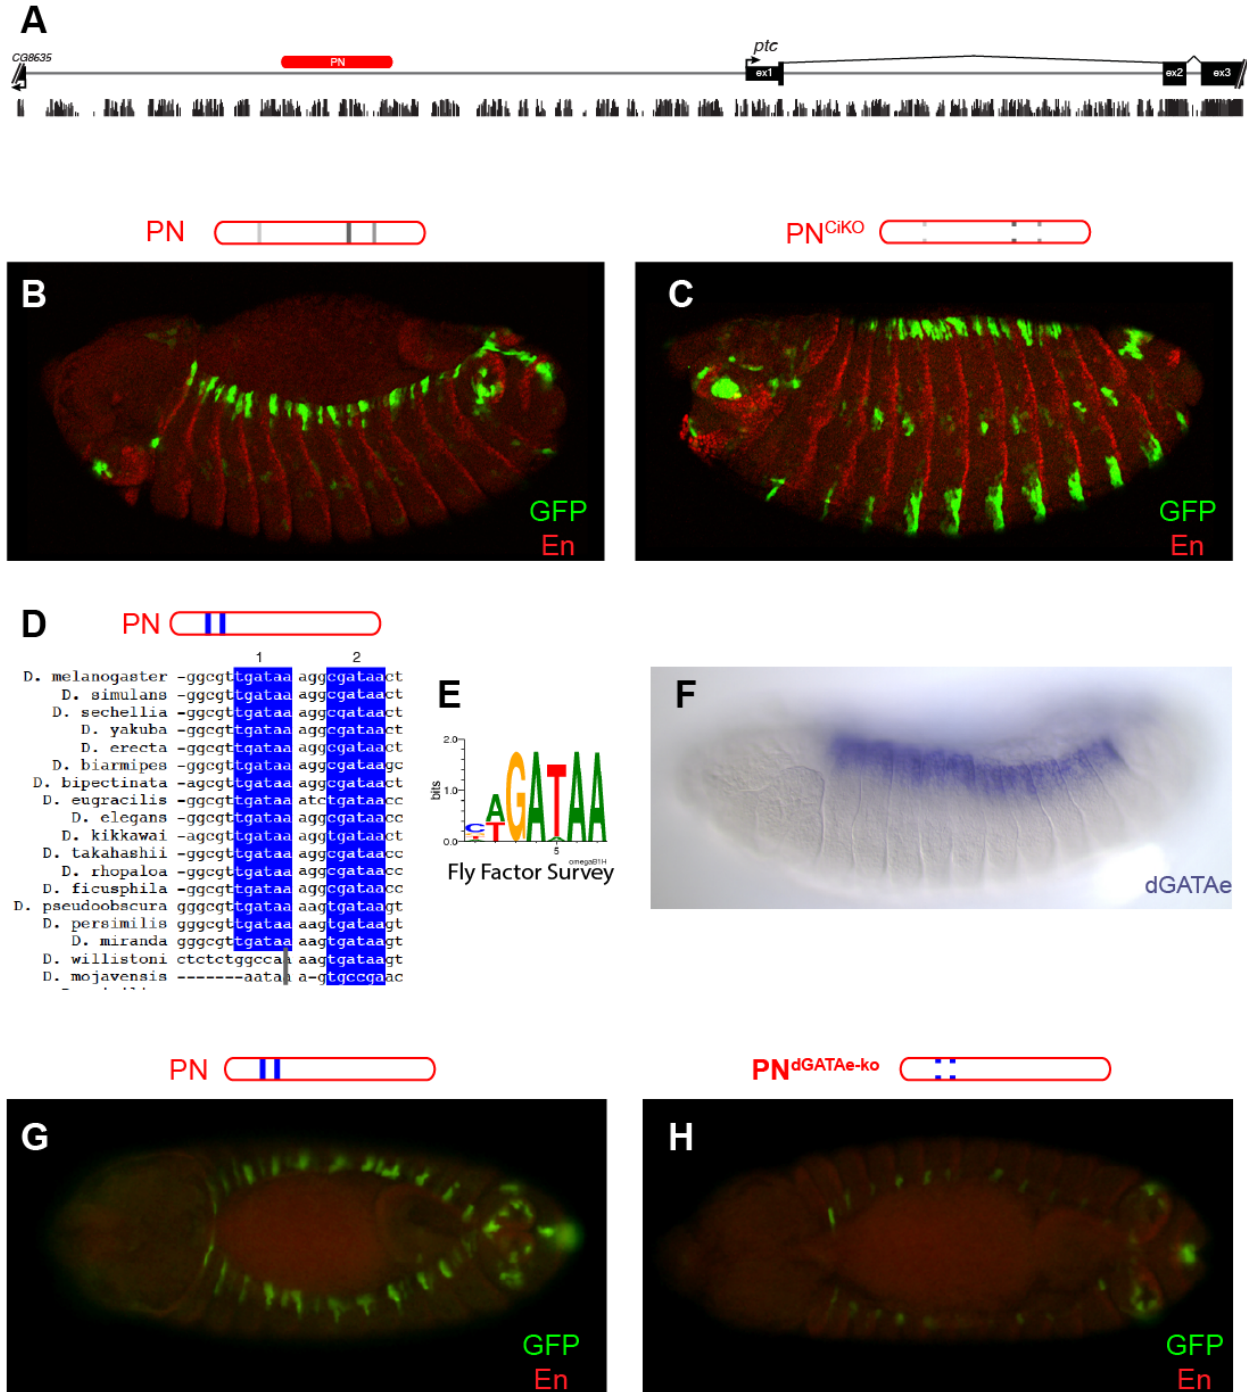 A
CG8635
PN
ptc
ex1
ex2
ex3
PN
PN CiKO
B
GFP
En
C
GFP
En
D
PN
1 2
D. melanogaster -ggcgttgataa aggcgataact
D. simulans -ggcgttgataa aggcgataact
D. sechellia -ggcgttgataa aggcgataact
D. yakuba -ggcgttgataa aggcgataact
D. erecta -ggcgttgataa aggcgataact
D. biarmipes -ggcgttgataa aggcgataagc
D. bipectinata -agcgttgataa aggcgataact
D. eugracilis -ggcgttgataa atctgataacc
D. elegans -ggcgttgataa aggcgataacc
D. kikkawai -agcgttgataa aggtgataact
D. takahashii -ggcgttgataa aggcgataacc
D. rhopaloa -ggcgttgataa aggcgataacc
D. ficusphila -ggcgttgataa aggcgataacc
D. pseudoobscura gggcgttgataa aagtgataagt
D. persimilis gggcgttgataa aagtgataagt
D. miranda gggcgttgataa aagtgataagt
D. willistoni ctctctggccaa aagtgataagt
D. mojavensis -------aataa a-gtgccgaac
E
2.0
bits
1.0
0.0
5
omegaB1H
Fly Factor Survey
F
dGATAe
PN
PN dGATAe-ko
G
GFP
En
H
GFP
En